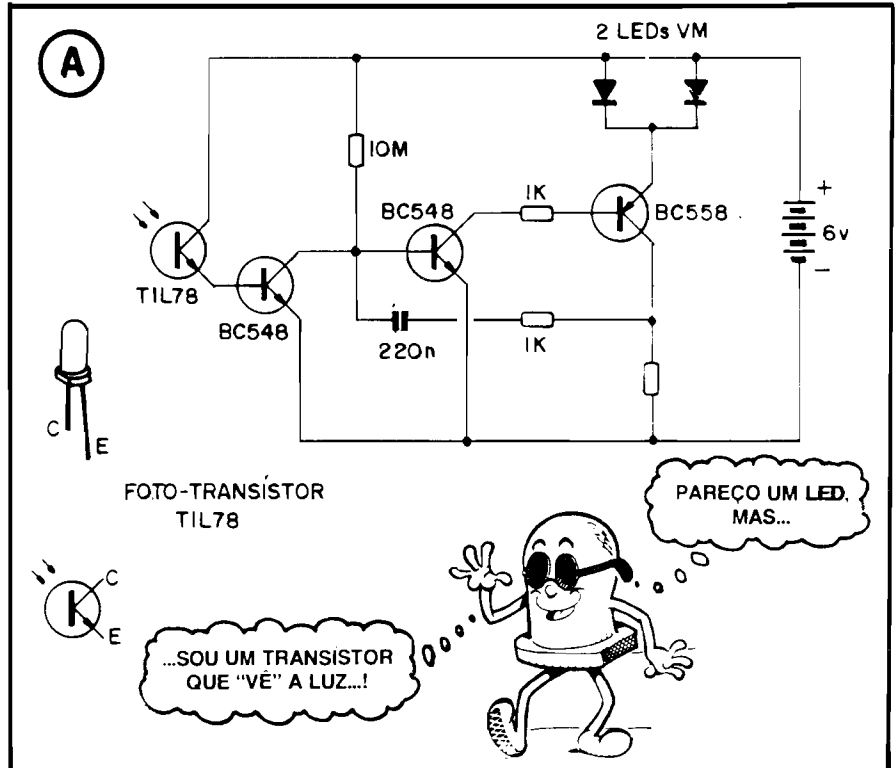 A
2 LEDs VM
10M
1K
BC548
BC558
+
6v
-
TIL78
BC548
220n
1K
C
E
FOTO-TRANSÍSTOR
TIL78
C
E
PAREÇO UM LED,
MAS...
...SOU UM TRANSISTOR
QUE "VÊ" A LUZ...!